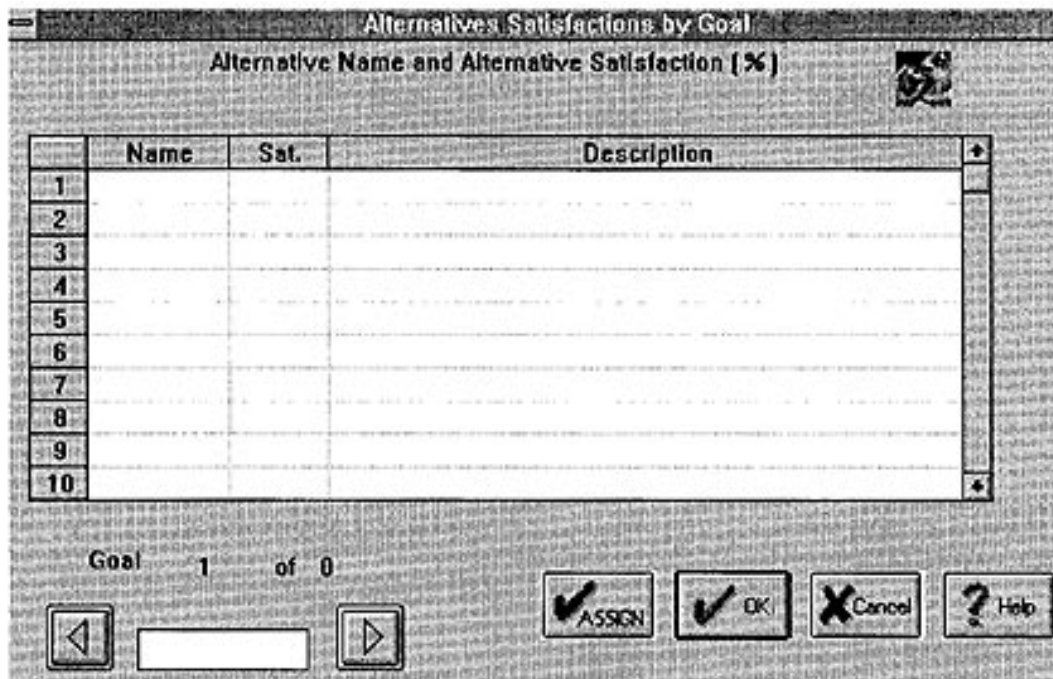 Alternatives Satisfactions by Goal
Alternative Name and Alternative Satisfaction (%)
Name Sat. Description
1
2
3
4
5
6
7
8
9
10
Goal 1 of 0
ASSIGN OK Cancel Help